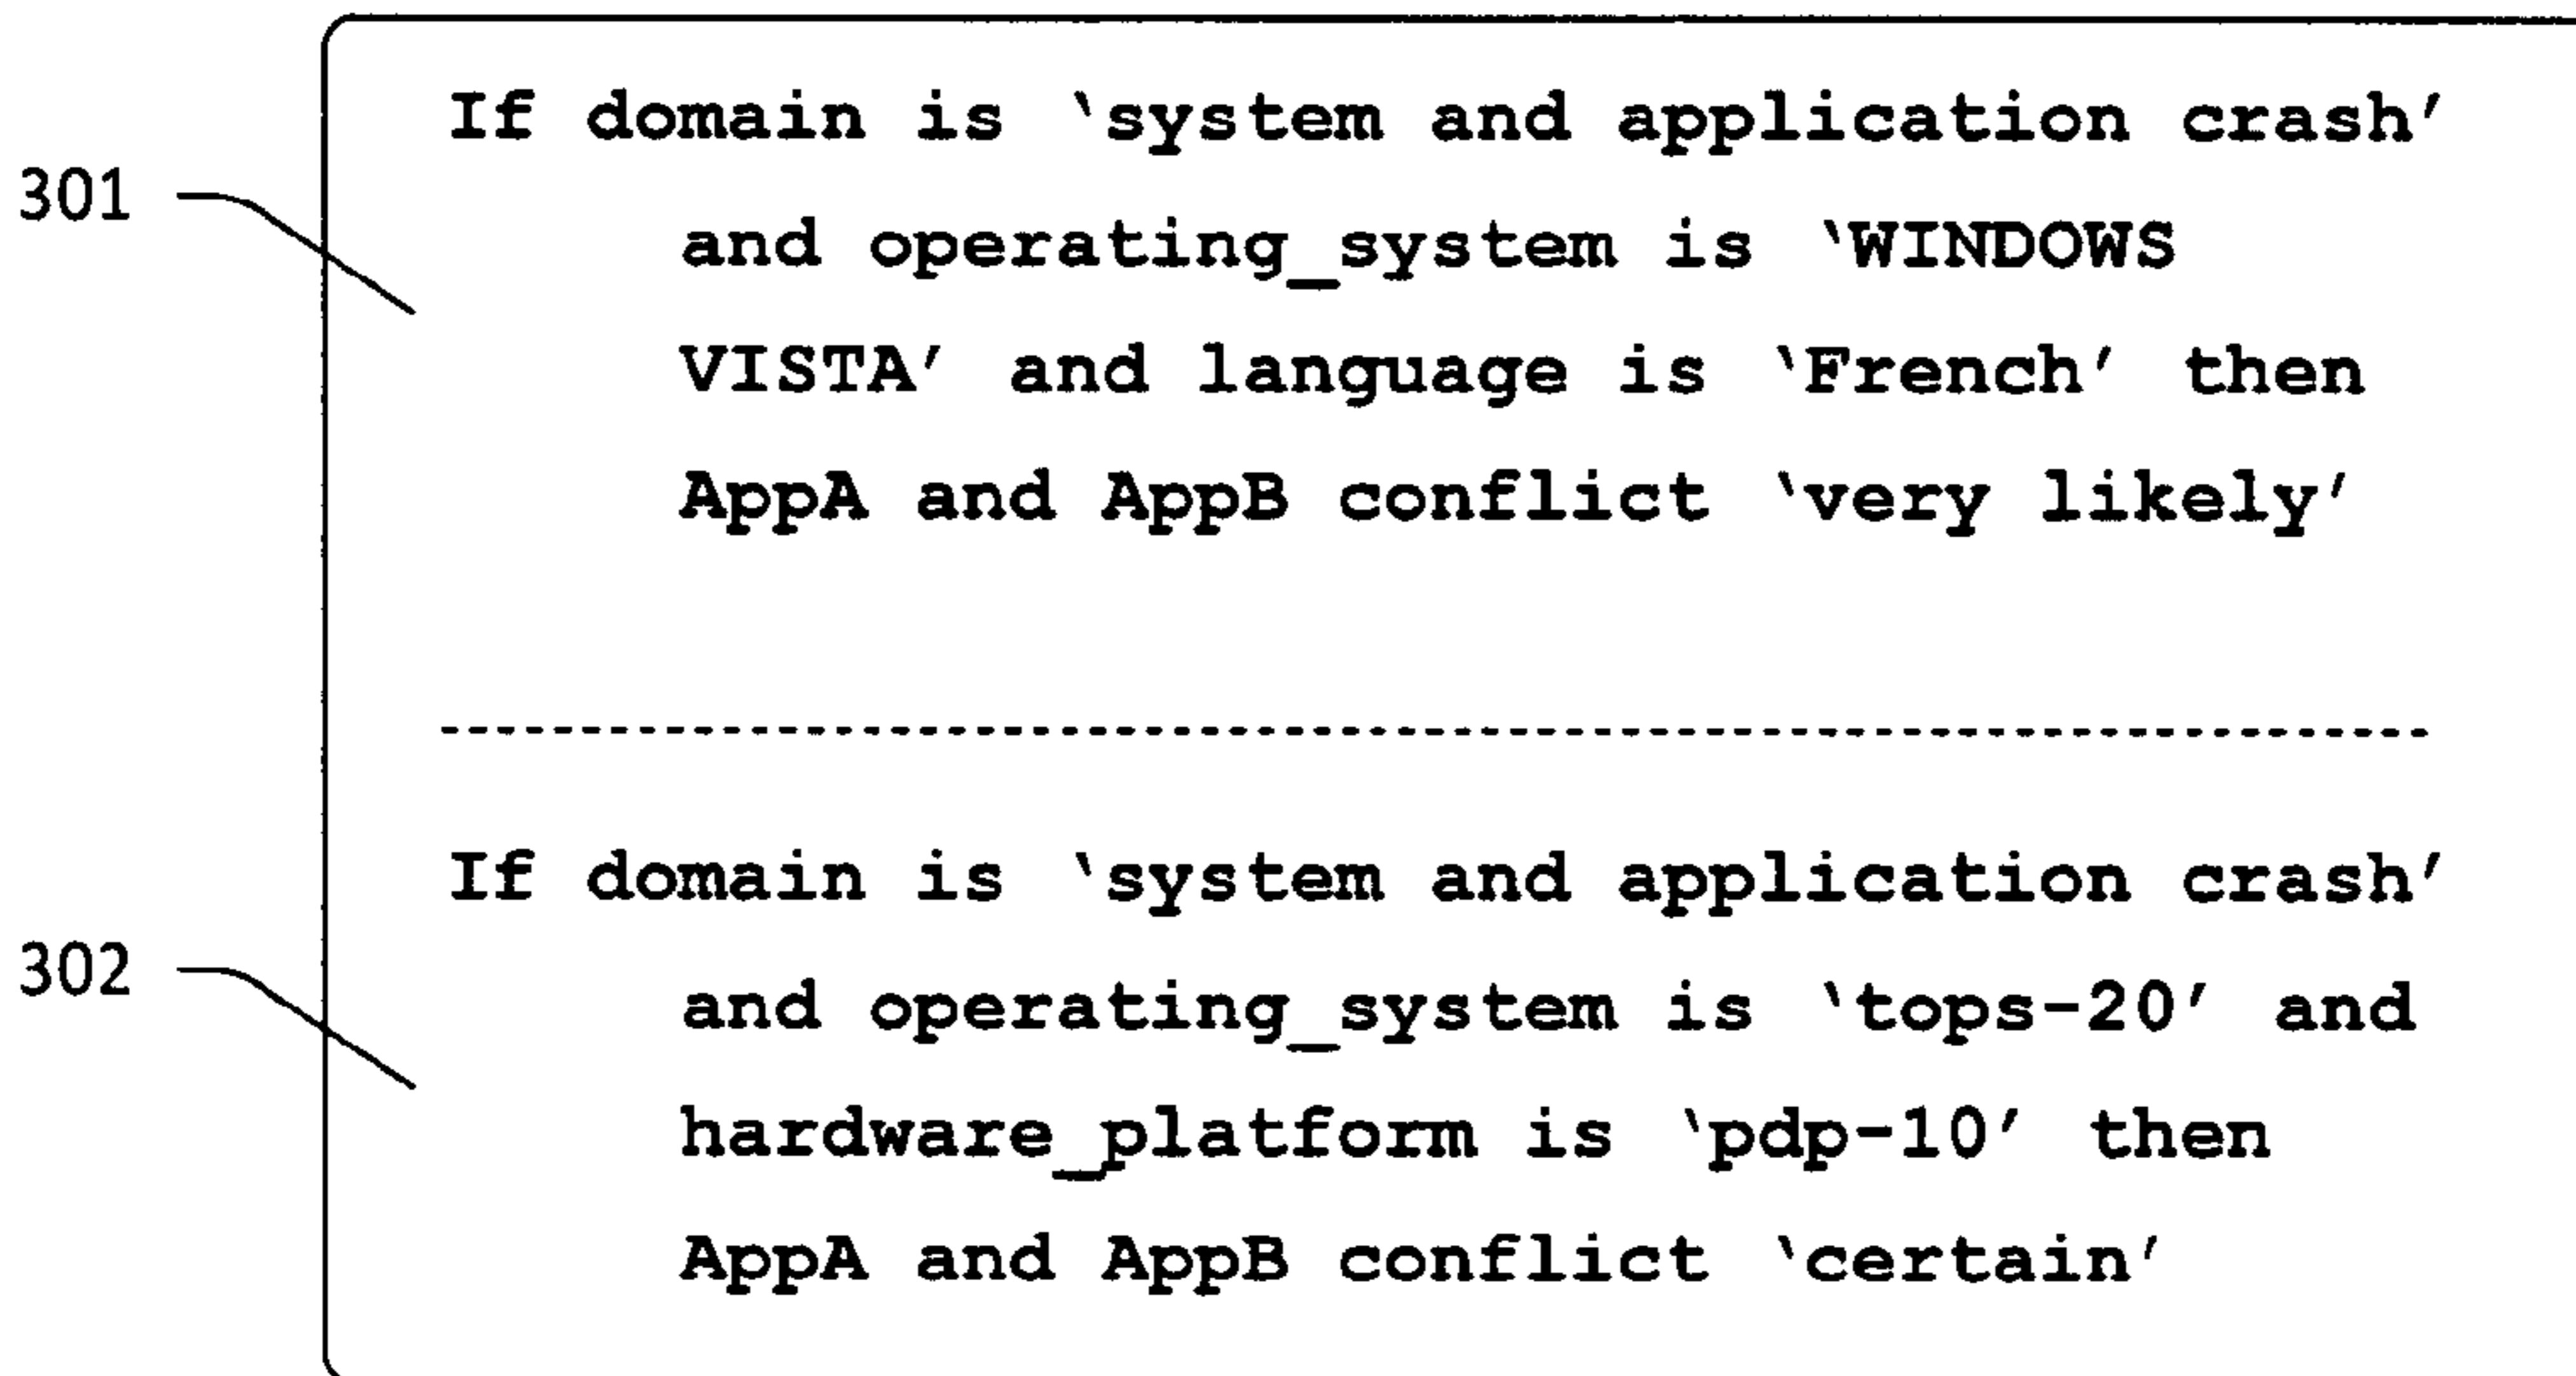 If domain is ‵system and application crash′
301
and operating_system is ‵WINDOWS
VISTA′ and language is ‵French′ then
AppA and AppB conflict ‵very likely′
If domain is ‵system and application crash′
302
and operating_system is ‵tops-20′ and
hardware_platform is ‵pdp-10′ then
AppA and AppB conflict ‵certain′